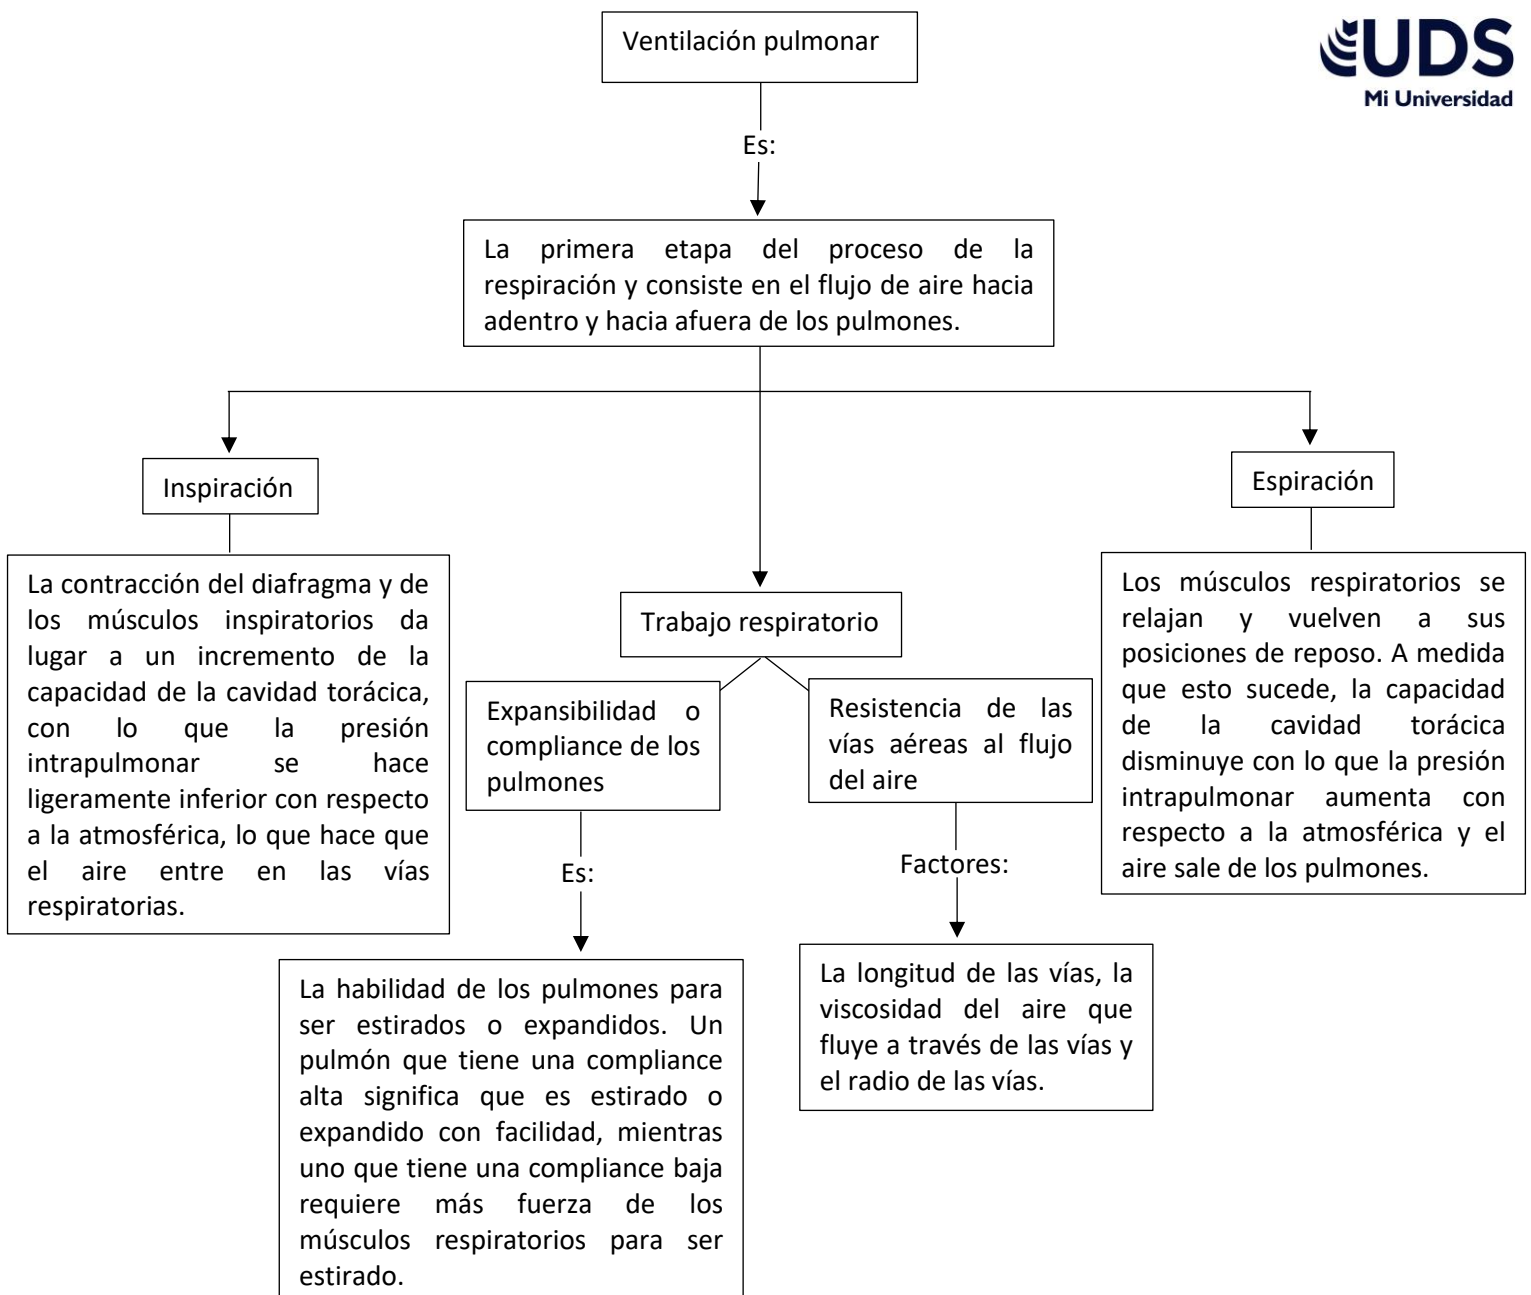 Ventilación pulmonar
UDS
Mi Universidad
Es:
La primera etapa del proceso de la
respiración y consiste en el flujo de aire hacia
adentro y hacia afuera de los pulmones.
Inspiración
La contracción del diafragma y de
los músculos inspiratorios da
lugar a un incremento de la
capacidad de la cavidad torácica,
con lo que la presión
intrapulmonar se hace
ligeramente inferior con respecto
a la atmosférica, lo que hace que
el aire entre en las vías
respiratorias.
Trabajo respiratorio
Expansibilidad o
compliance de los
pulmones
Es:
La habilidad de los pulmones para
ser estirados o expandidos. Un
pulmón que tiene una compliance
alta significa que es estirado o
expandido con facilidad, mientras
uno que tiene una compliance baja
requiere más fuerza de los
músculos respiratorios para ser
estirado.
Resistencia de las
vías aéreas al flujo
del aire
Factores:
La longitud de las vías, la
viscosidad del aire que
fluye a través de las vías y
el radio de las vías.
Espiración
Los músculos respiratorios se
relajan y vuelven a sus
posiciones de reposo. A medida
que esto sucede, la capacidad
de la cavidad torácica
disminuye con lo que la presión
intrapulmonar aumenta con
respecto a la atmosférica y el
aire sale de los pulmones.